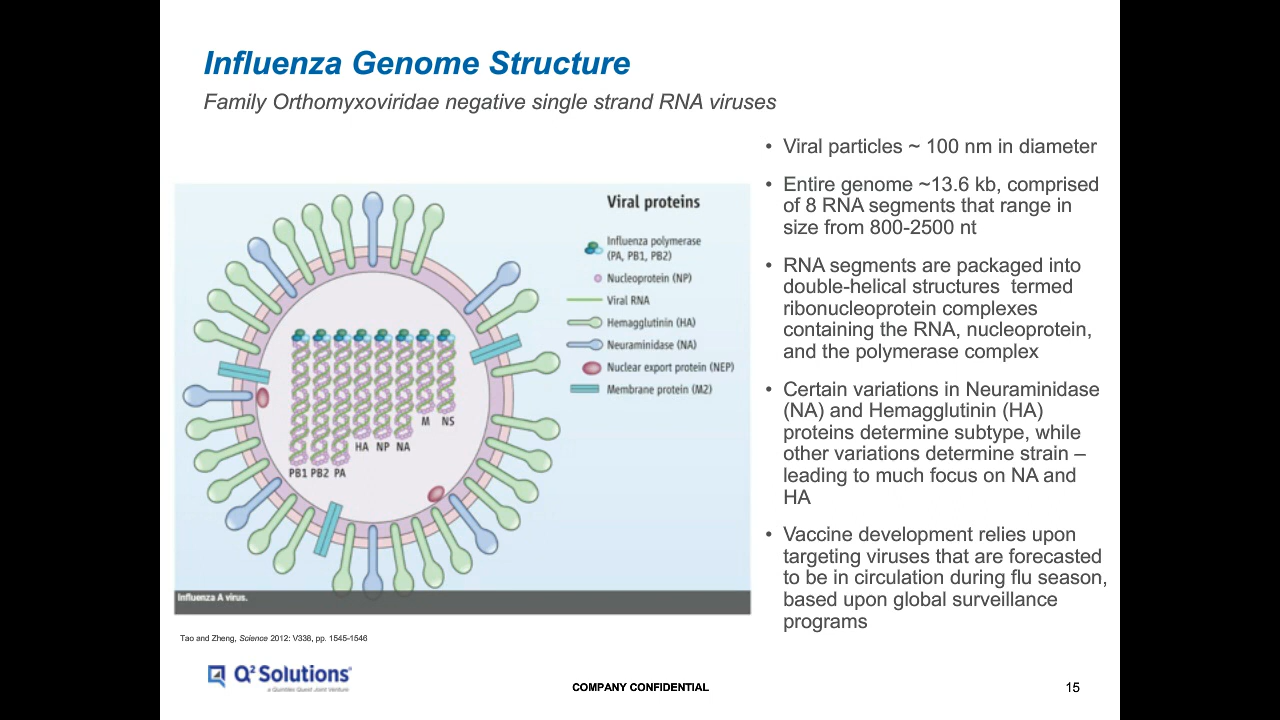 Influenza Genome Structure
Family Orthomyxoviridae negative single strand RNA viruses
Viral proteins
Influenza polymerase
(PA, PB1, PB2)
Nucleoprotein (NP)
Viral RNA
Hemagglutinin (HA)
Neuraminidase (NA)
Nuclear export protein (NEP)
Membrane protein (M2)
M NS
HA NP NA
PB1 PB2 PA
Influenza A virus.
Tao and Zheng, Science 2012: V338, pp. 1545-1546
• Viral particles ~ 100 nm in diameter
• Entire genome ~13.6 kb, comprised
of 8 RNA segments that range in
size from 800-2500 nt
• RNA segments are packaged into
double-helical structures termed
ribonucleoprotein complexes
containing the RNA, nucleoprotein,
and the polymerase complex
• Certain variations in Neuraminidase
(NA) and Hemagglutinin (HA)
proteins determine subtype, while
other variations determine strain –
leading to much focus on NA and
HA
• Vaccine development relies upon
targeting viruses that are forecasted
to be in circulation during flu season,
based upon global surveillance
programs
Q² Solutions
a Quintiles Quest Joint Venture
COMPANY CONFIDENTIAL
15